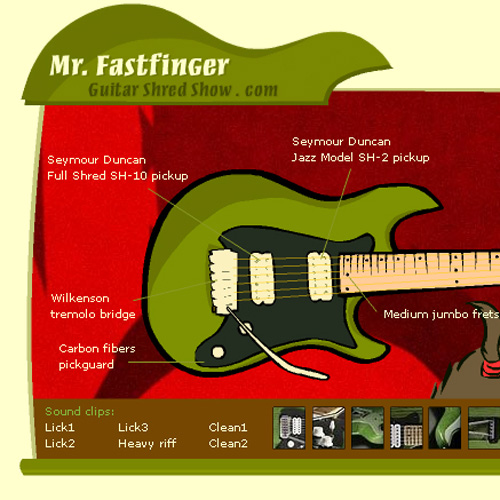 Mr. Fastfinger
Guitar Shred Show . com
Seymour Duncan
Jazz Model SH-2 pickup
Seymour Duncan
Full Shred SH-10 pickup
Wilkenson
tremolo bridge
Medium jumbo frets
Carbon fibers
pickguard
Sound clips:
Lick1 Lick3 Clean1
Lick2 Heavy riff Clean2